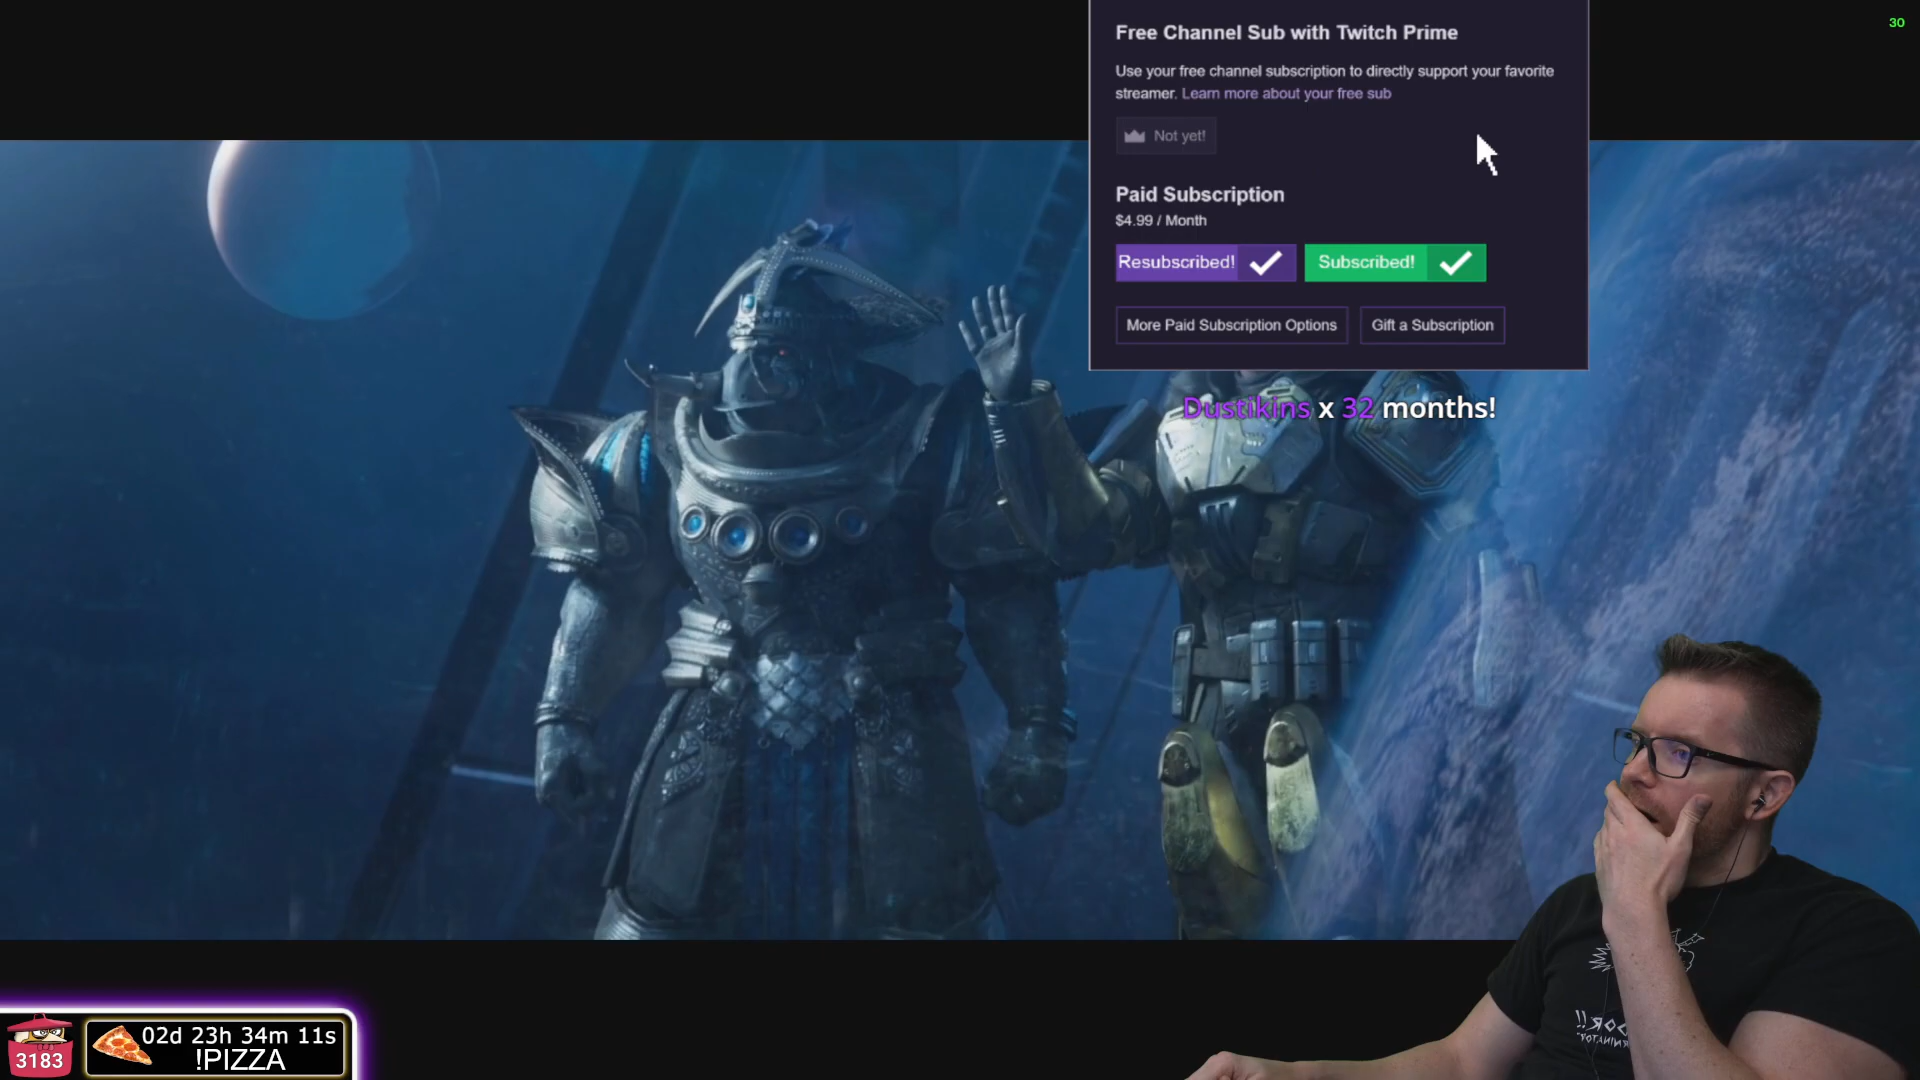 30
Free Channel Sub with Twitch Prime
Use your free channel subscription to directly support your favorite
streamer. Learn more about your free sub
Not yet!
Paid Subscription
$4.99 / Month
Resubscribed!
Subscribed!
More Paid Subscription Options
Gift a Subscription
Dustikins x 32 months!
3183
02d 23h 34m 11s
!PIZZA